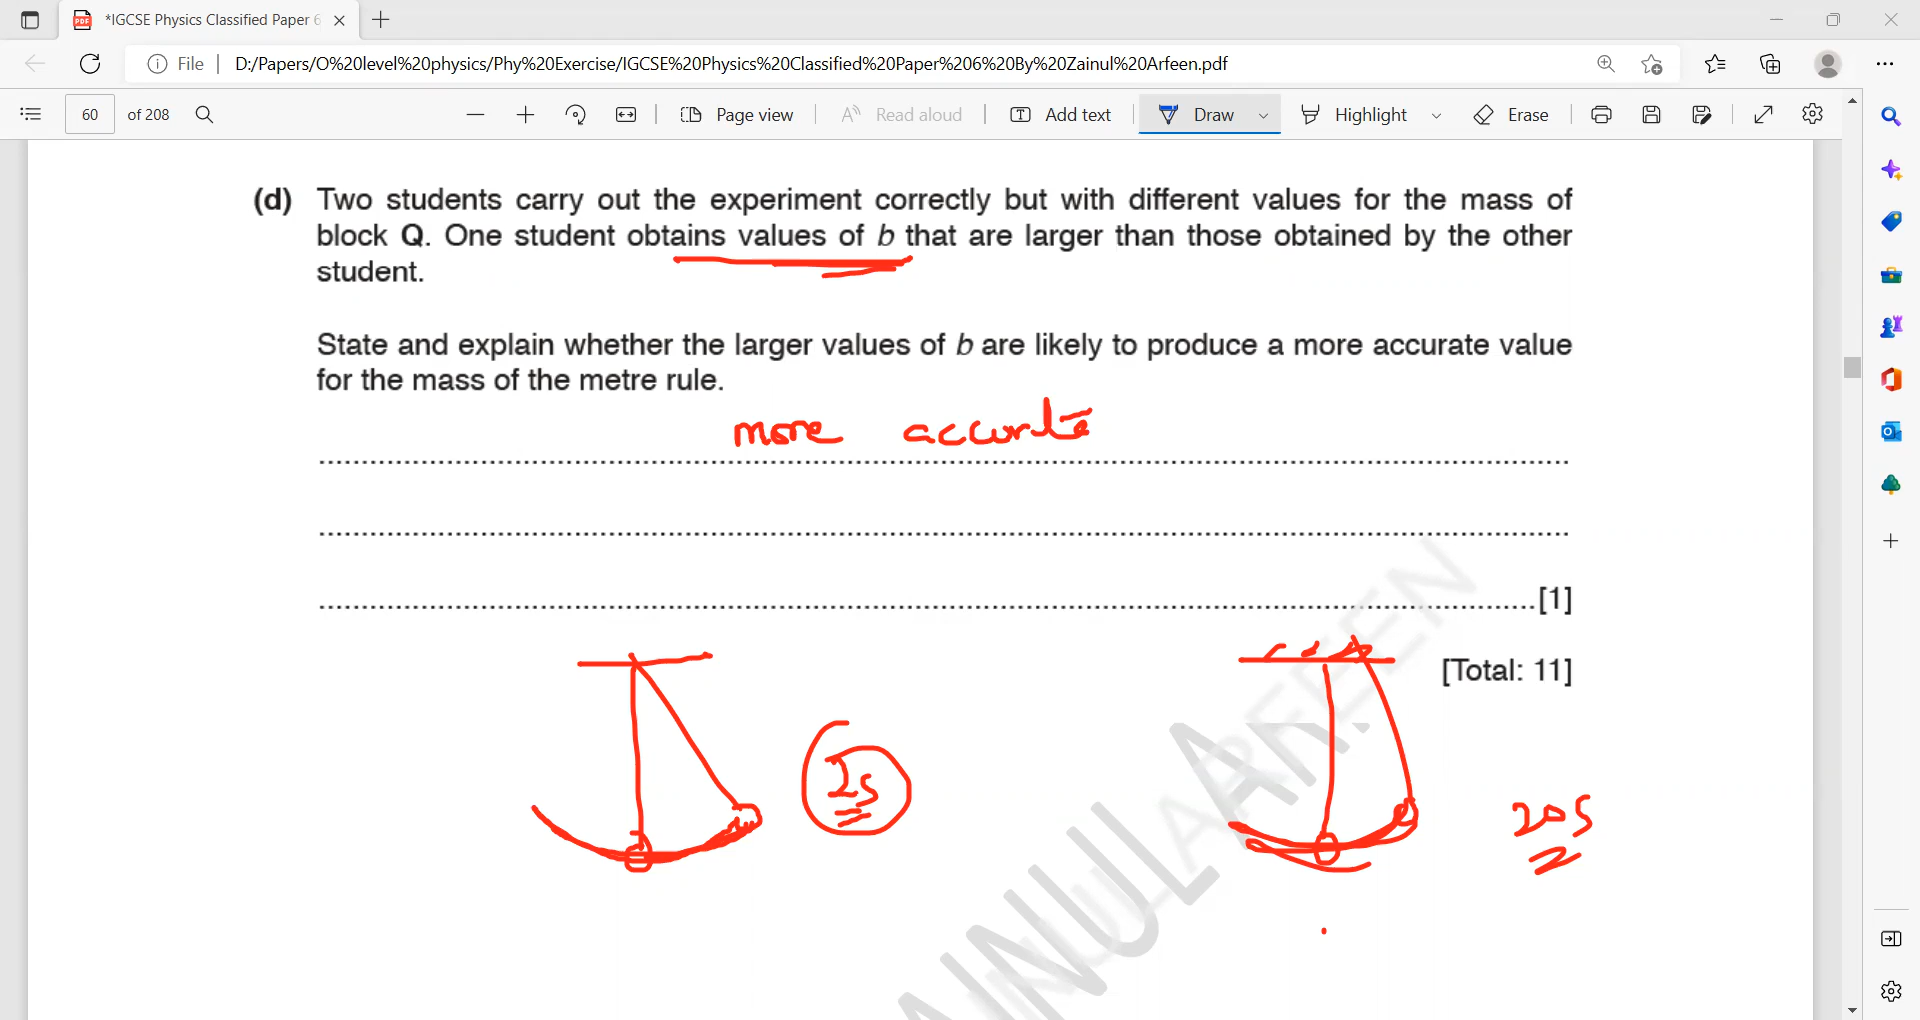 *IGCSE Physics Classified Paper 6
File
D:/Papers/O%20level%20physics/Phy%20Exercise/IGCSE%20Physics%20Classified%20Paper%206%20By%20Zainul%20Arfeen.pdf
60 of 208
Page view
Read aloud
Add text
Draw
Highlight
Erase
(d) Two students carry out the experiment correctly but with different values for the mass of
block Q. One student obtains values of b that are larger than those obtained by the other
student.
State and explain whether the larger values of b are likely to produce a more accurate value
for the mass of the metre rule.
more accurate
[1]
[Total: 11]
2s
20s